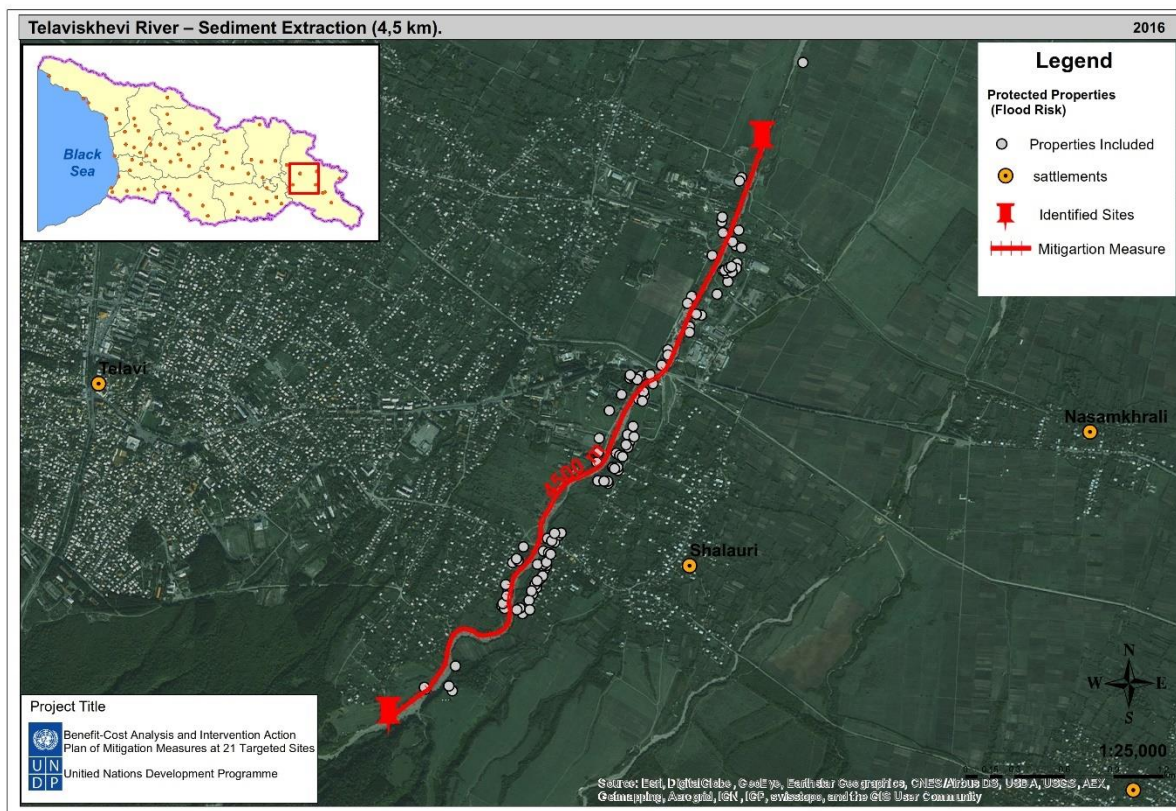 Telaviskhevi River – Sediment Extraction (4,5 km).
2016
Black
Sea
Legend
Protected Properties
(Flood Risk)
Properties Included
sattlements
Identified Sites
Mitigartion Measure
Telavi
Nasamkhrali
4500 m
Shalauri
N
W
E
S
1:25,000
Project Title
Benefit-Cost Analysis and Intervention Action
Plan of Mitigation Measures at 21 Targeted Sites
U N
D P
Unitied Nations Development Programme
Source: Esri, DigitalGlobe, GeoEye, Earthstar Geographics, CNES/Airbus DS, USDA, USGS, AEX,
Getmapping, Aerogrid, IGN, IGP, swisstopo, and the GIS User Community